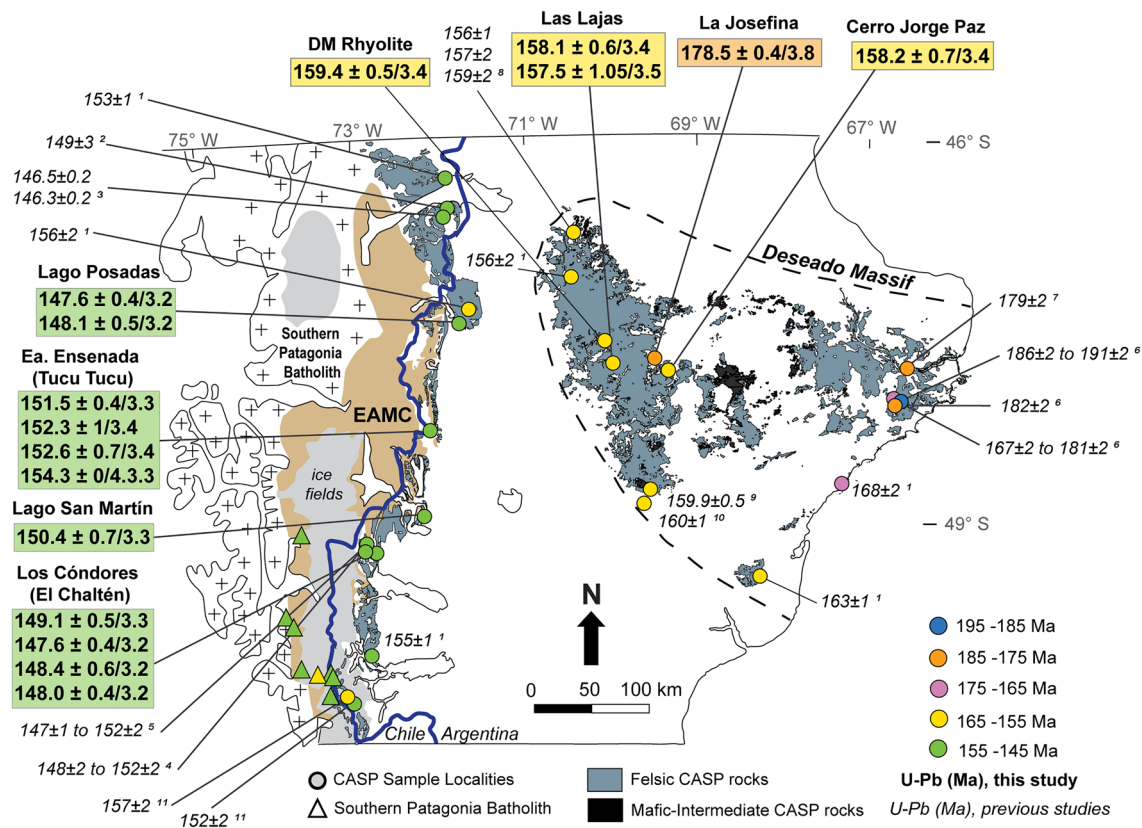 Las Lajas
158.1 ± 0.6/3.4
157.5 ± 1.05/3.5
La Josefina
178.5 ± 0.4/3.8
Cerro Jorge Paz
158.2 ± 0.7/3.4
DM Rhyolite
159.4 ± 0.5/3.4
156±1
157±2
159±2 ⁸
153±1 ¹
149±3 ²
146.5±0.2
146.3±0.2 ³
156±2 ¹
75° W
73° W
71° W
69° W
67° W
46° S
49° S
156±2 ¹
Deseado Massif
Lago Posadas
147.6 ± 0.4/3.2
148.1 ± 0.5/3.2
Southern
Patagonia
Batholith
179±2 ⁷
186±2 to 191±2 ⁶
182±2 ⁶
167±2 to 181±2 ⁶
168±2 ¹
Ea. Ensenada
(Tucu Tucu)
151.5 ± 0.4/3.3
152.3 ± 1/3.4
152.6 ± 0.7/3.4
154.3 ± 0/4.3.3
EAMC
ice
fields
Lago San Martín
150.4 ± 0.7/3.3
159.9±0.5 ⁹
160±1 ¹⁰
163±1 ¹
Los Cóndores
(El Chaltén)
149.1 ± 0.5/3.3
147.6 ± 0.4/3.2
148.4 ± 0.6/3.2
148.0 ± 0.4/3.2
155±1 ¹
147±1 to 152±2 ⁵
148±2 to 152±2 ⁴
157±2 ¹¹
152±2 ¹¹
Chile
Argentina
N
0 50 100 km
195 -185 Ma
185 -175 Ma
175 -165 Ma
165 -155 Ma
155 -145 Ma
U-Pb (Ma), this study
U-Pb (Ma), previous studies
CASP Sample Localities
Southern Patagonia Batholith
Felsic CASP rocks
Mafic-Intermediate CASP rocks